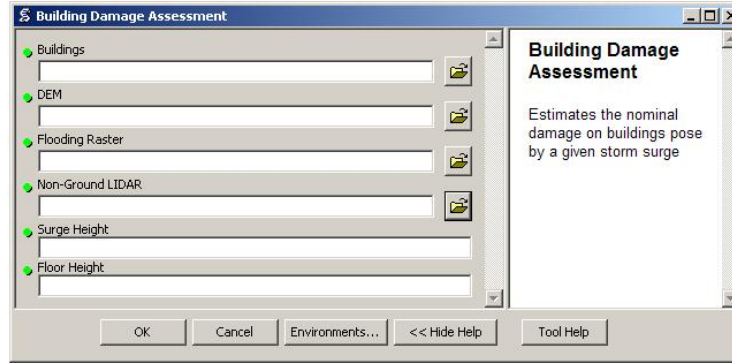 Building Damage Assessment
Buildings
DEM
Flooding Raster
Non-Ground LIDAR
Surge Height
Floor Height
OK
Cancel
Environments...
<< Hide Help
Tool Help
Building Damage
Assessment
Estimates the nominal
damage on buildings pose
by a given storm surge